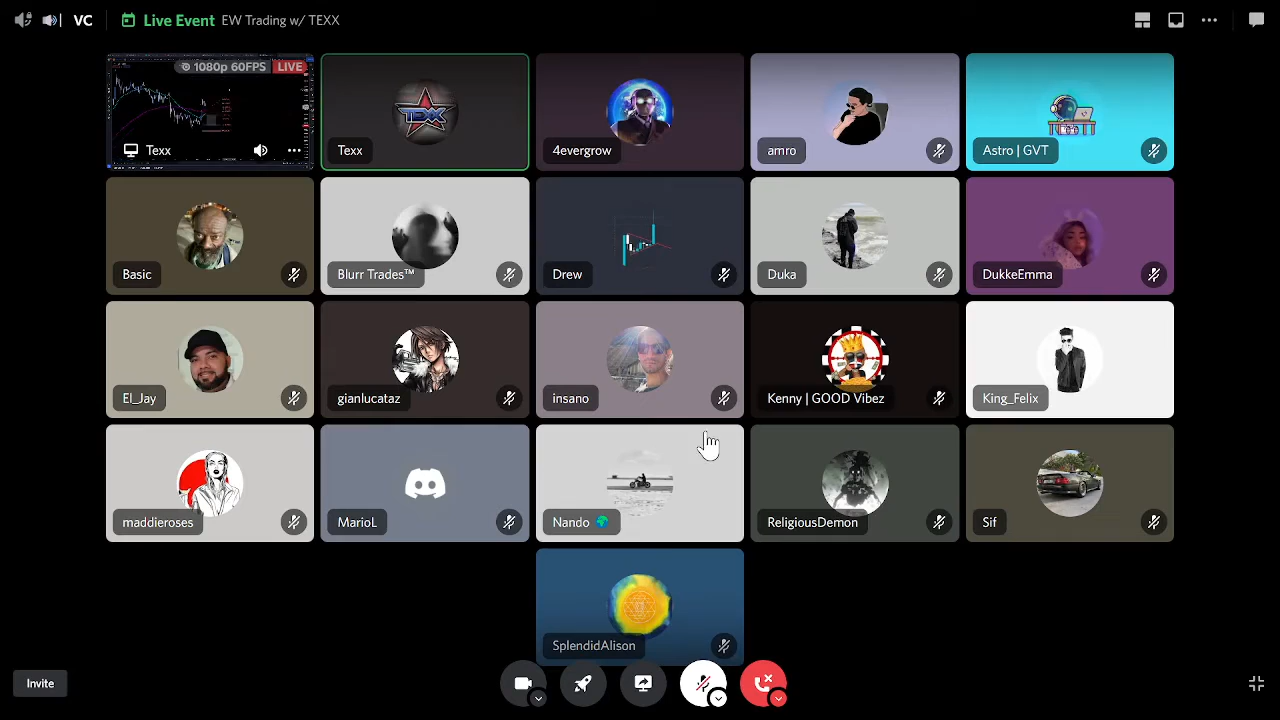 VC
Live Event EW Trading w/ TEXX
1080p 60FPS LIVE
Texx
TEXX
Texx
4evergrow
amro
Astro | GVT
Basic
Blurr Trades™
Drew
Duka
DukkeEmma
El_Jay
gianlucataz
insano
Kenny | GOOD Vibez
King_Felix
maddieroses
MarioL
Nando 🌍
ReligiousDemon
Sif
SplendidAlison
Invite